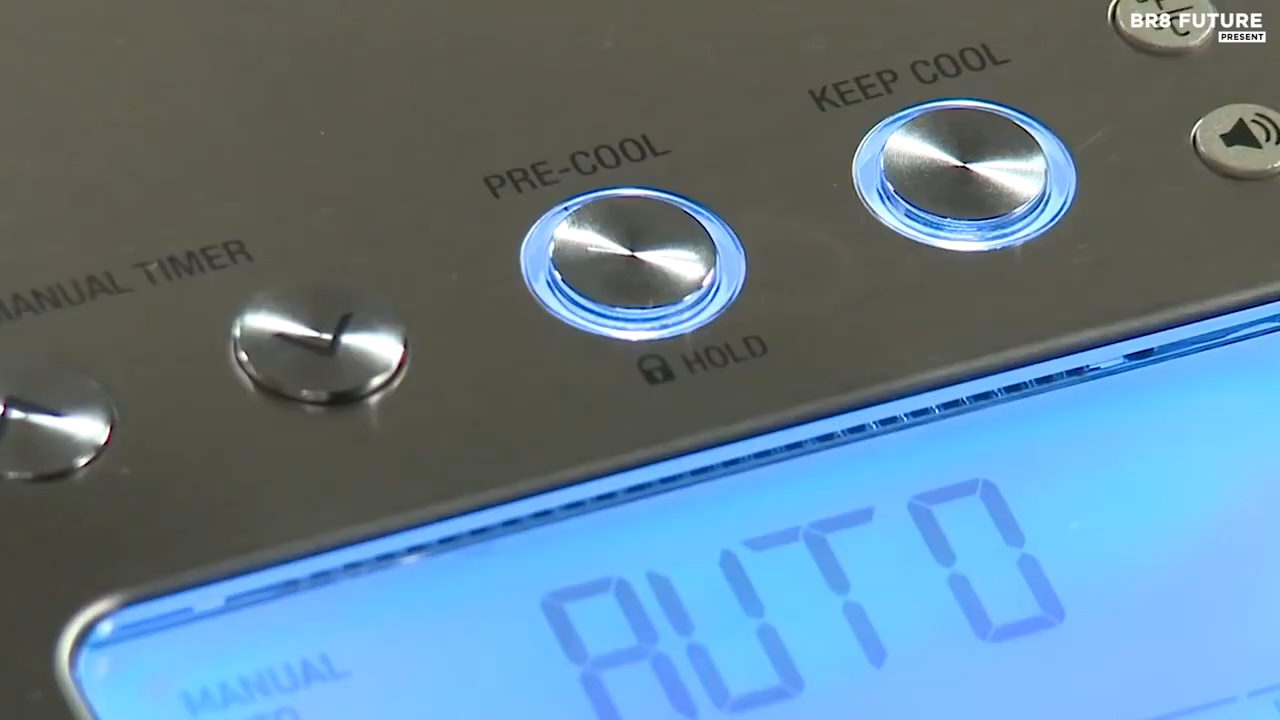 BR8 FUTURE
PRESENT
KEEP COOL
PRE-COOL
MANUAL TIMER
HOLD
AUTO
MANUAL